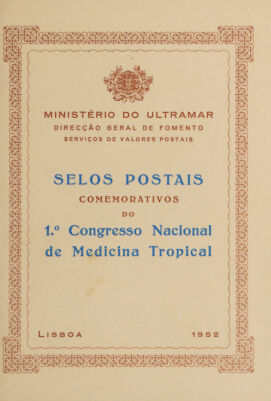 MINISTÉRIO DO ULTRAMAR
DIRECÇÃO GERAL DE FOMENTO
SERVIÇOS DE VALORES POSTAIS
SELOS POSTAIS
COMEMORATIVOS
DO
1.º Congresso Nacional
de Medicina Tropical
LISBOA 1952